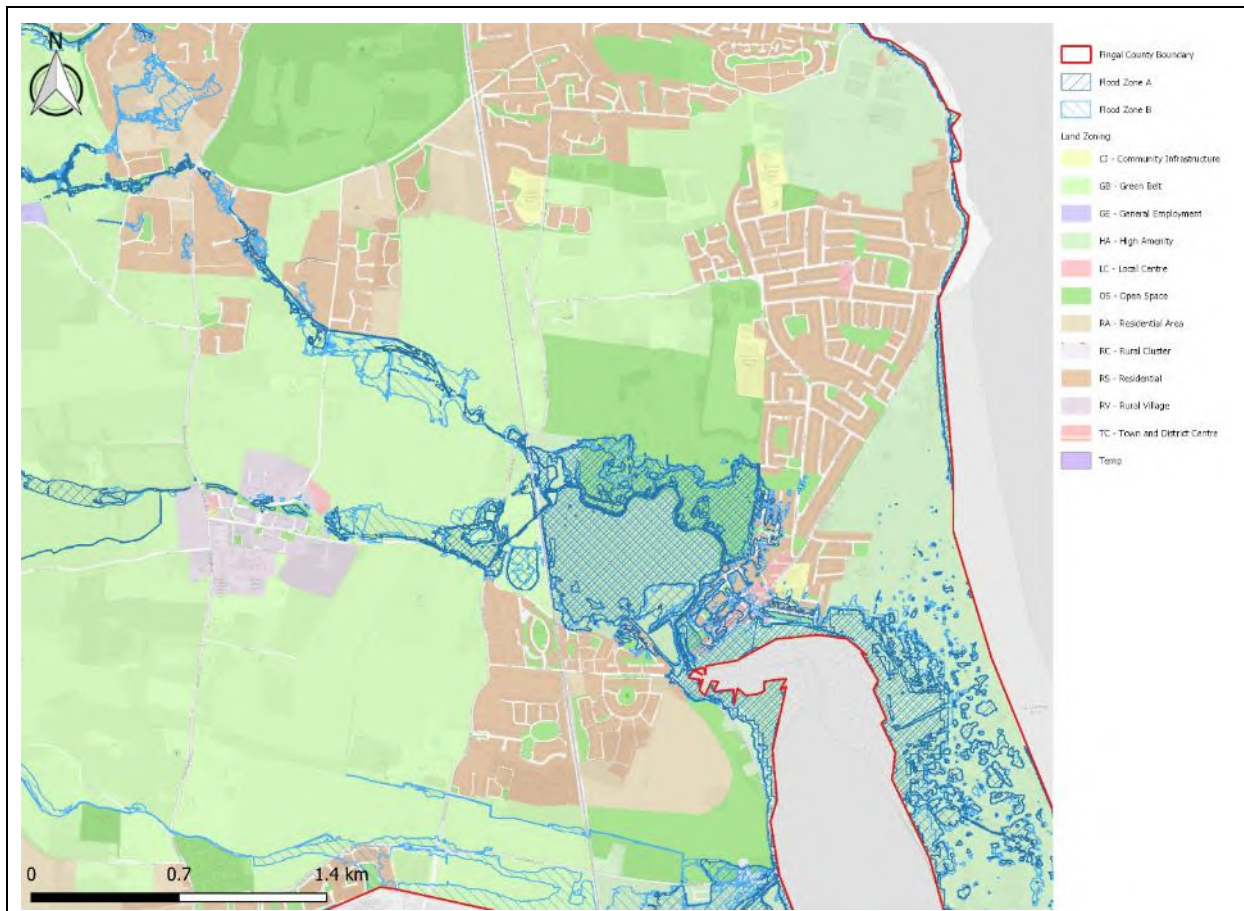 N
Fingal County Boundary
Flood Zone A
Flood Zone B
Land Zoning
CI - Community Infrastructure
GB - Green Belt
GE - General Employment
HA - High Amenity
LC - Local Centre
OS - Open Space
RA - Residential Area
RC - Rural Cluster
RS - Residential
RV - Rural Village
TC - Town and District Centre
Temp
0 0.7 1.4 km